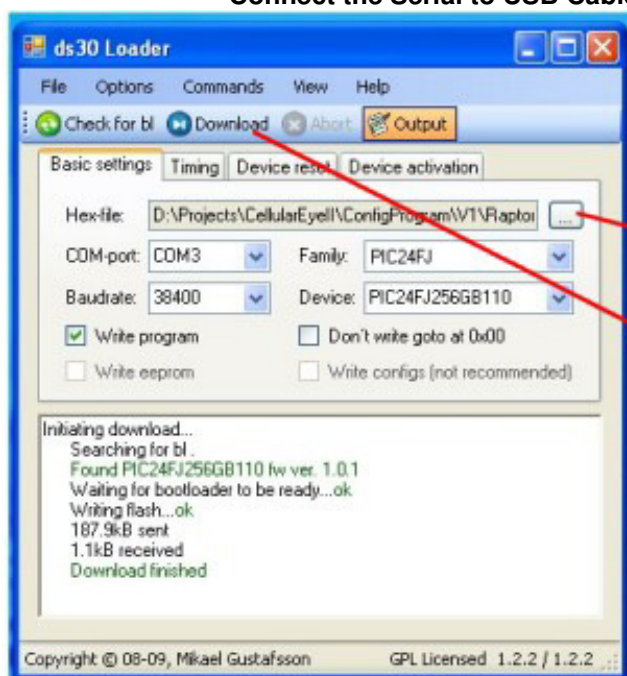 Connect the Serial to USB Cable
ds30 Loader
File Options Commands View Help
Check for bl Download Abort Output
Basic settings Timing Device reset Device activation
Hex-file: D:\Projects\CellularEyeII\ConfigProgram\V1\Raptor ...
COM-port: COM3 Family: PIC24FJ
Baudrate: 38400 Device: PIC24FJ256GB110
Write program Don't write goto at 0x00
Write eeprom Write configs (not recommended)
Initiating download...
Searching for bl .
Found PIC24FJ256GB110 fw ver. 1.0.1
Waiting for bootloader to be ready...ok
Writing flash...ok
187.9kB sent
1.1kB received
Download finished
Copyright © 08-09, Mikael Gustafsson GPL Licensed 1.2.2 / 1.2.2